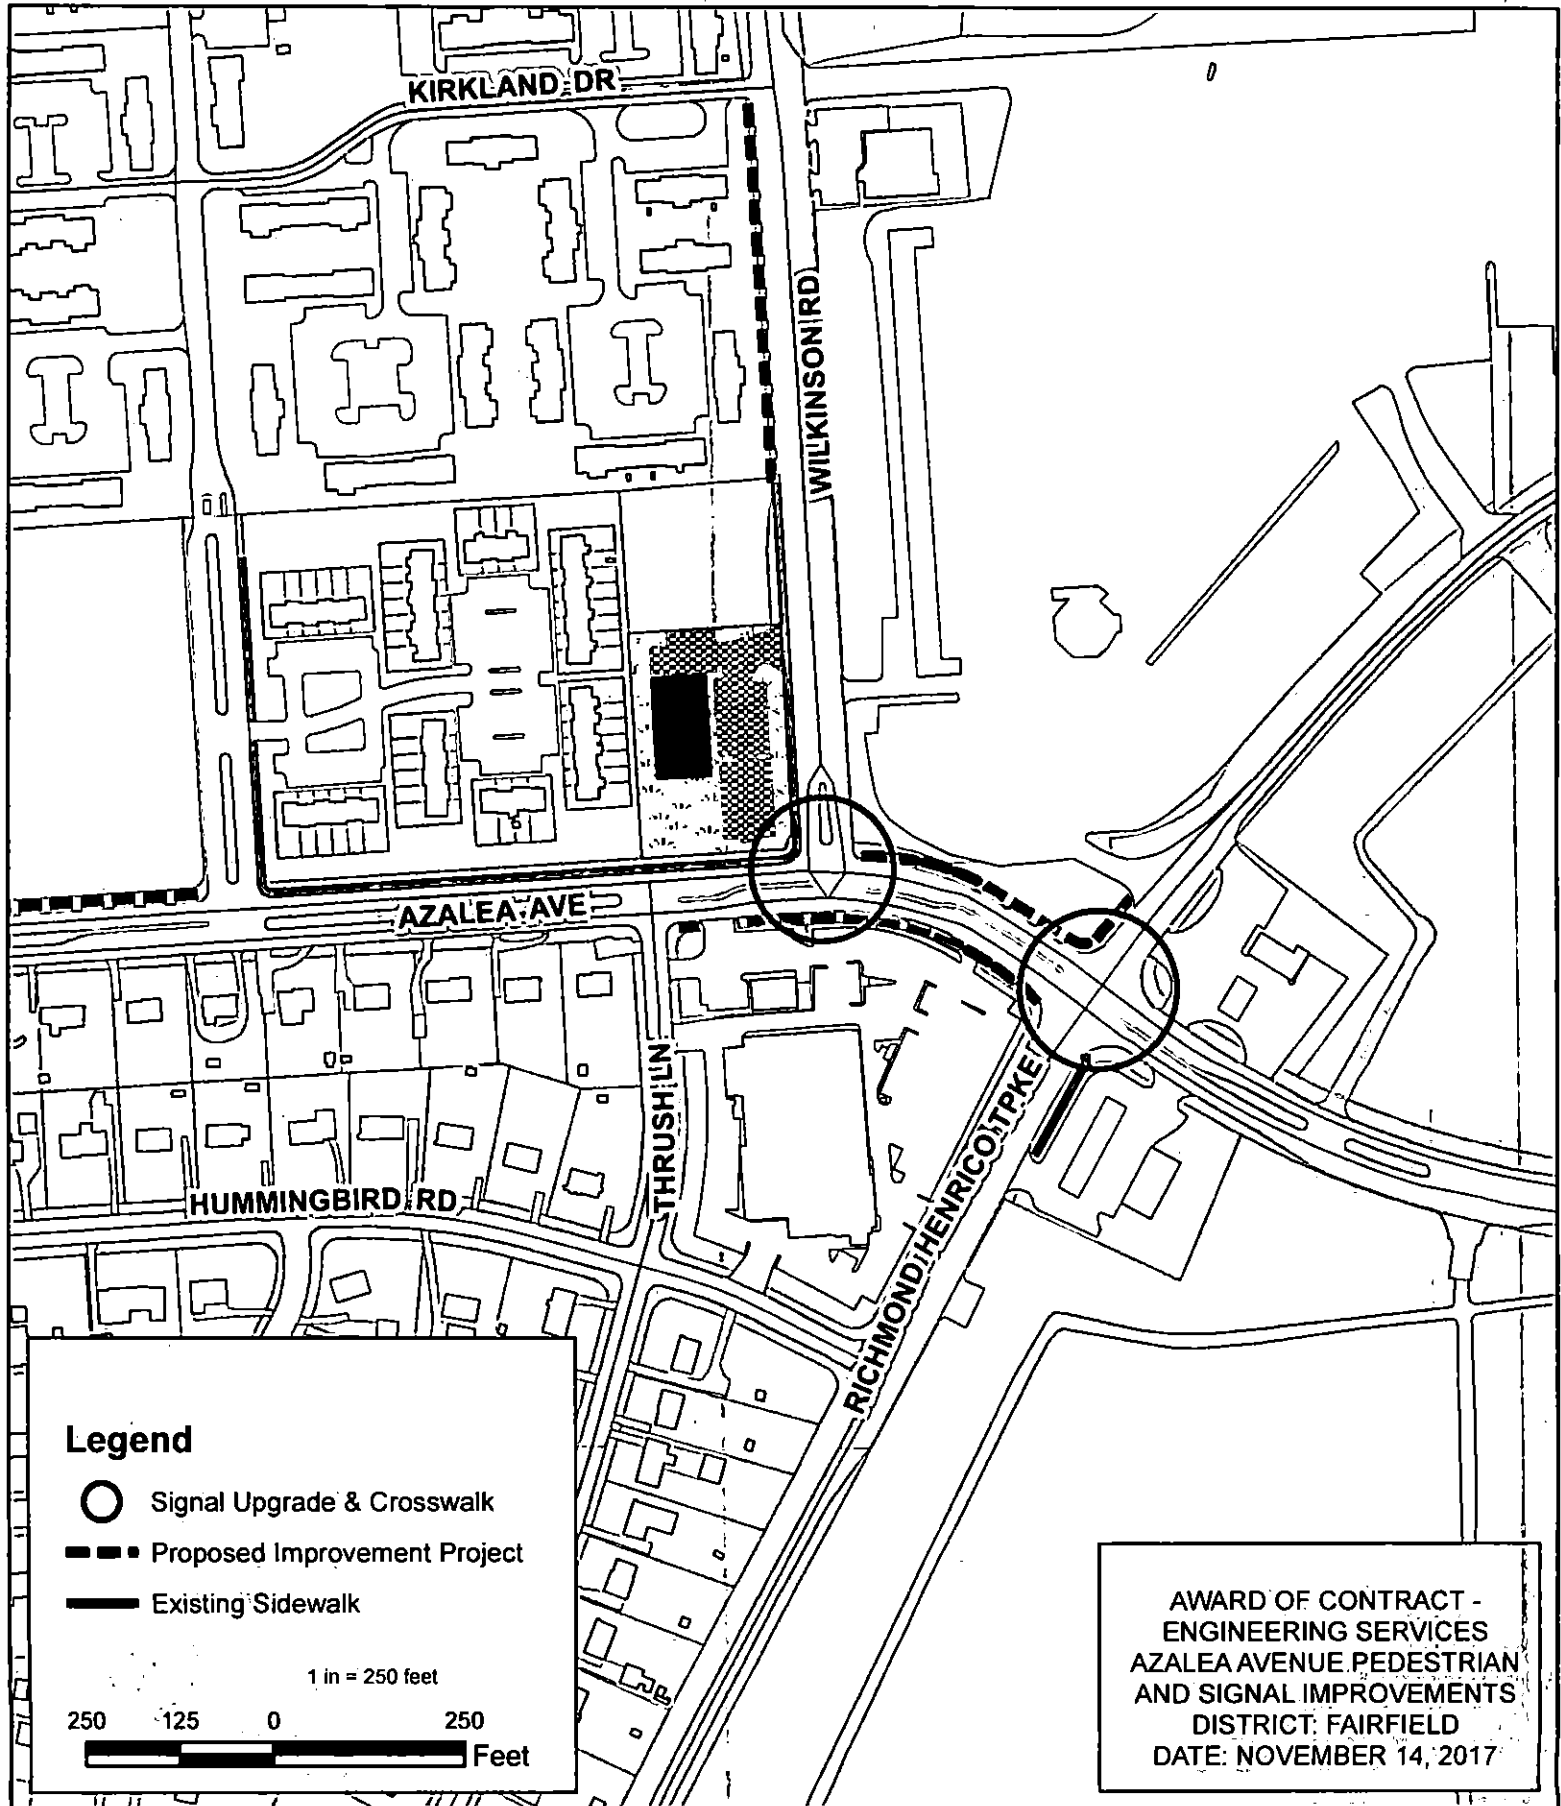 KIRKLAND DR
WILKINSON RD
AZALEA AVE
THRUSH LN
HUMMINGBIRD RD
RICHMOND HENRICO TPKE
Legend
Signal Upgrade & Crosswalk
Proposed Improvement Project
Existing Sidewalk
1 in = 250 feet
250 125 0 250
Feet
AWARD OF CONTRACT -
ENGINEERING SERVICES
AZALEA AVENUE PEDESTRIAN
AND SIGNAL IMPROVEMENTS
DISTRICT: FAIRFIELD
DATE: NOVEMBER 14, 2017